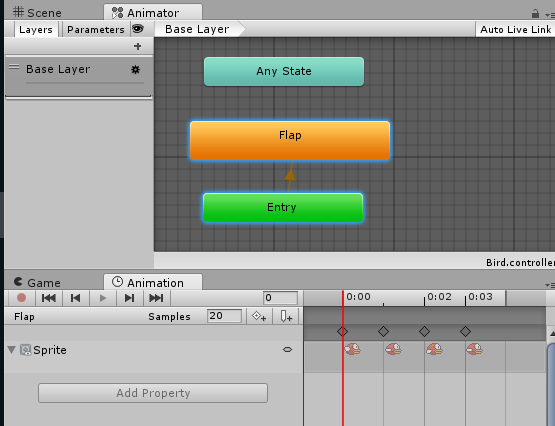 Scene Animator
Layers Parameters Base Layer Auto Live Link
+
Base Layer
Any State
Flap
Entry
Bird.controlle
Game Animation
0 0:00 0:02 0:03
Flap Samples 20
Sprite
Add Property